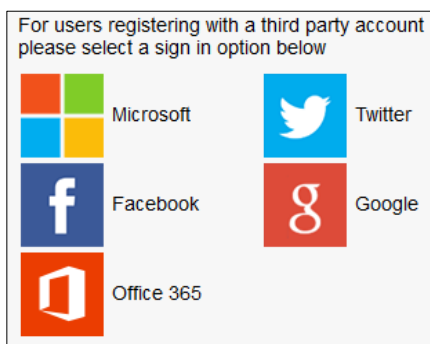 For users registering with a third party account
please select a sign in option below
Microsoft
Twitter
f
Facebook
g
Google
Office 365